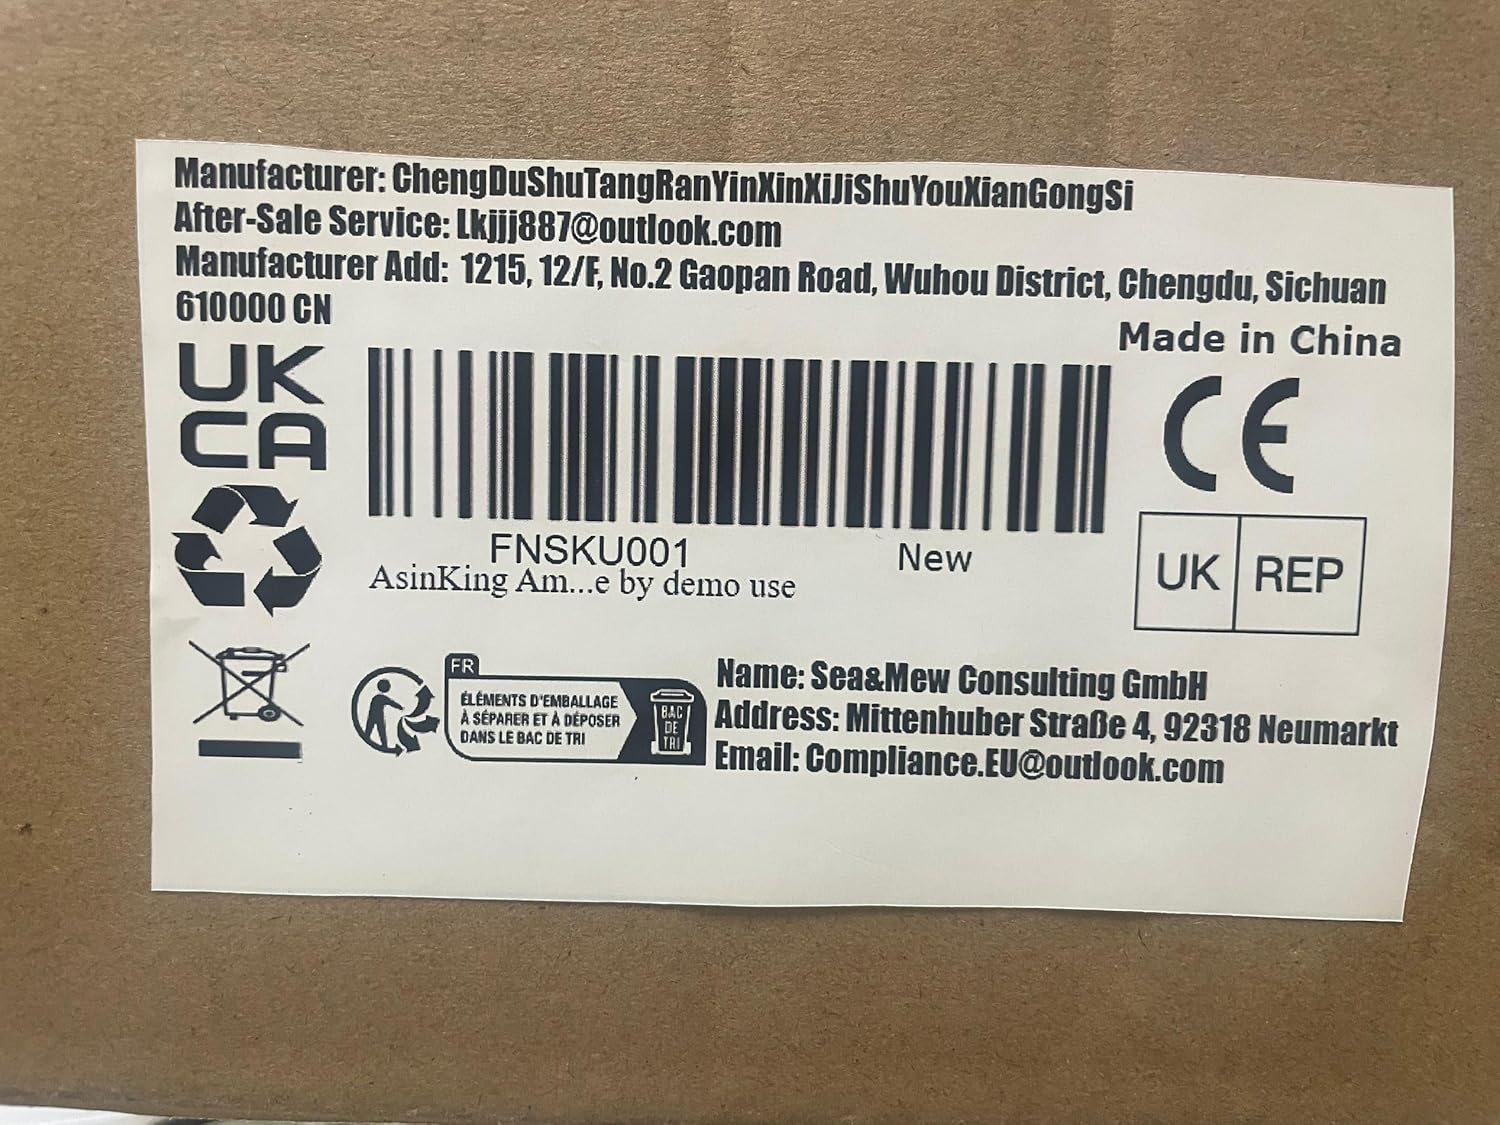 Manufacturer: ChengDuShuTangRanYinXinXiJiShuYouXianGongSi
After-Sale Service: Lkjjj887@outlook.com
Manufacturer Add: 1215, 12/F, No.2 Gaopan Road, Wuhou District, Chengdu, Sichuan
610000 CN
Made in China
UK
CA
CE
FNSKU001
New
AsinKing Am...e by demo use
UK REP
FR
ÉLÉMENTS D'EMBALLAGE
À SÉPARER ET À DÉPOSER
DANS LE BAC DE TRI
BAC
DE
TRI
Name: Sea&Mew Consulting GmbH
Address: Mittenhuber Straße 4, 92318 Neumarkt
Email: Compliance.EU@outlook.com